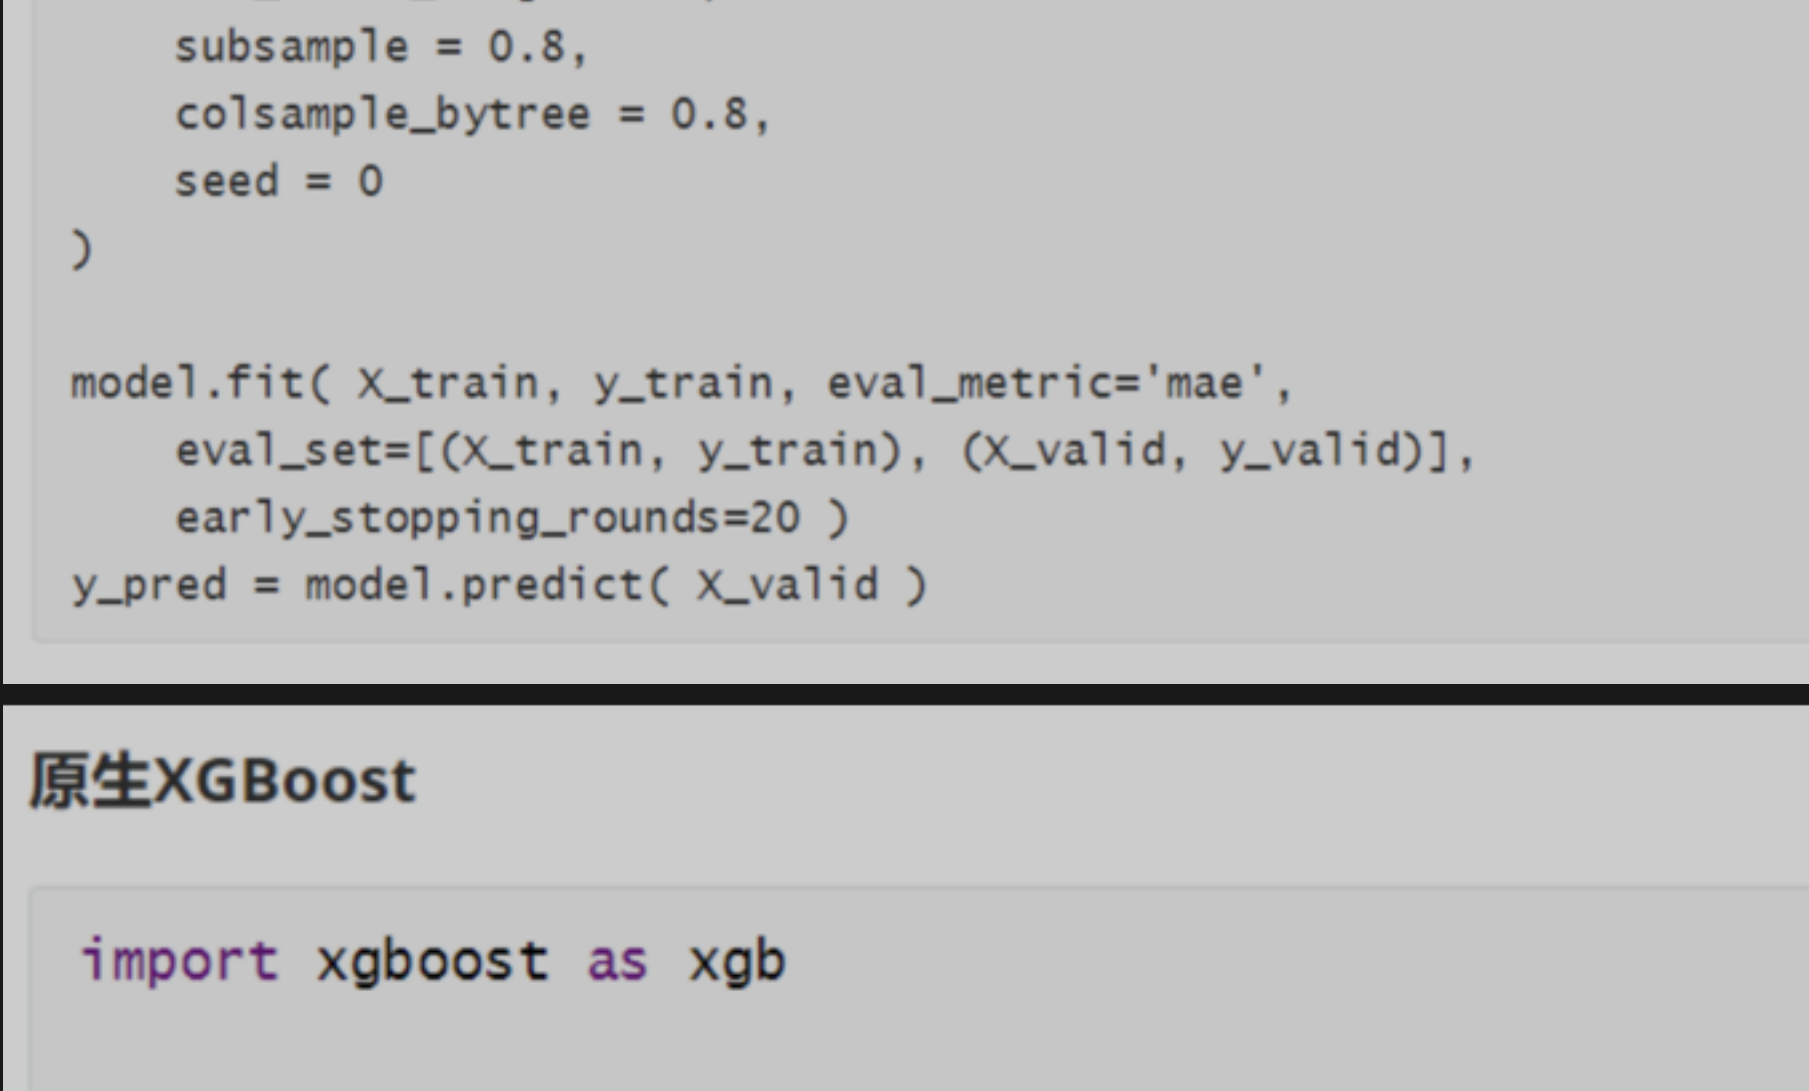 subsample = 0.8,
colsample_bytree = 0.8,
seed = 0
)
model.fit( X_train, y_train, eval_metric='mae',
eval_set=[(X_train, y_train), (X_valid, y_valid)],
early_stopping_rounds=20 )
y_pred = model.predict( X_valid )
原生XGBoost
import xgboost as xgb